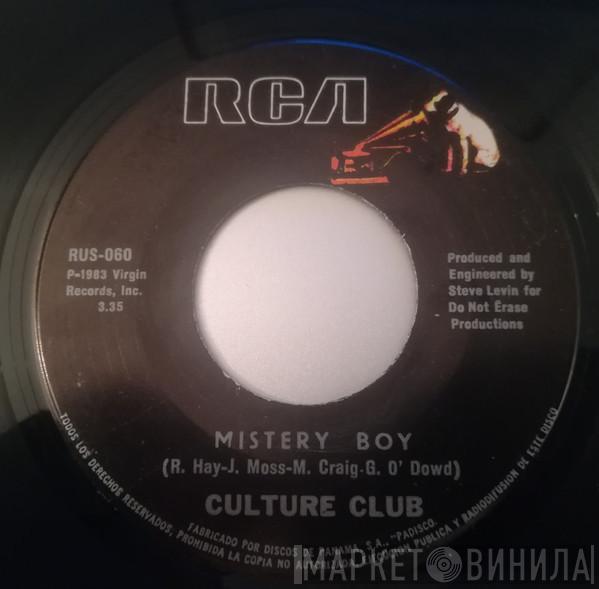 RCA
RUS-060
P-1983 Virgin
Records, Inc.
3.35
Produced and
Engineered by
Steve Levin for
Do Not Erase
Productions
MISTERY BOY
(R. Hay-J. Moss-M. Craig-G. O' Dowd)
CULTURE CLUB
FABRICADO POR DISCOS DE PANAMA, S.A., "PADISCO.
TODOS LOS DERECHOS RESERVADOS, PROHIBIDA LA COPIA NO AUTORIZADA, EJECUCION PUBLICA Y RADIODIFUSION DE ESTE DISCO
МАРКЕТ ВИНИЛА